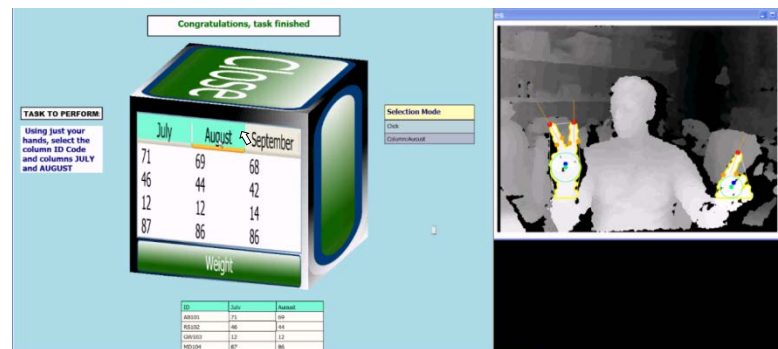 Congratulations, task finished
Close
TASK TO PERFORM
Using just your
hands, select the
column ID Code
and columns JULY
and AUGUST
July August September
71 69 68
46 44 42
12 12 14
87 86 86
Weight
Selection Mode
Click
Column:August
ID July August
AB101 71 69
RS102 46 44
GW103 12 12
MD104 87 86
es